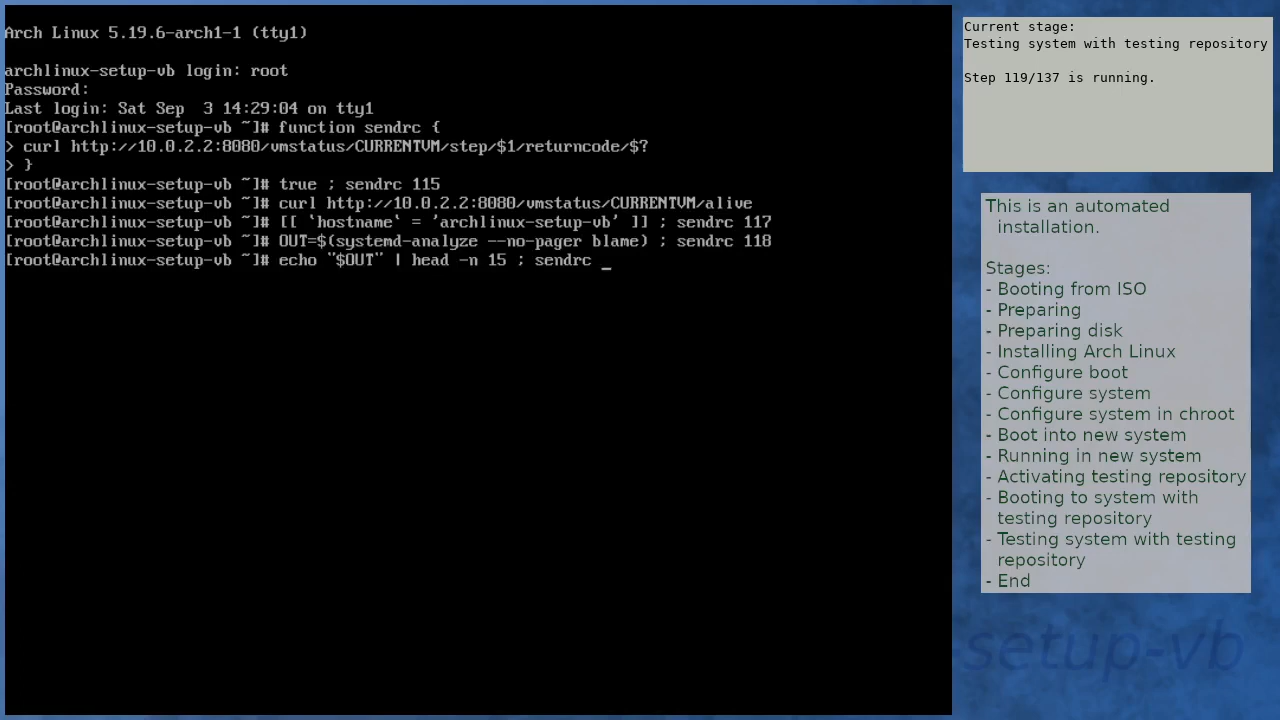 Arch Linux 5.19.6-arch1-1 (tty1)
archlinux-setup-vb login: root
Password:
Last login: Sat Sep  3 14:29:04 on tty1
[root@archlinux-setup-vb ~]# function sendrc {
> curl http://10.0.2.2:8080/vmstatus/CURRENTVM/step/$1/returncode/$?
> }
[root@archlinux-setup-vb ~]# true ; sendrc 115
[root@archlinux-setup-vb ~]# curl http://10.0.2.2:8080/vmstatus/CURRENTVM/alive
[root@archlinux-setup-vb ~]# [[ `hostname` = 'archlinux-setup-vb' ]] ; sendrc 117
[root@archlinux-setup-vb ~]# OUT=$(systemd-analyze --no-pager blame) ; sendrc 118
[root@archlinux-setup-vb ~]# echo "$OUT" | head -n 15 ; sendrc _
Current stage:
Testing system with testing repository
Step 119/137 is running.
This is an automated
installation.
Stages:
- Booting from ISO
- Preparing
- Preparing disk
- Installing Arch Linux
- Configure boot
- Configure system
- Configure system in chroot
- Boot into new system
- Running in new system
- Activating testing repository
- Booting to system with
testing repository
- Testing system with testing
repository
- End
setup-vb